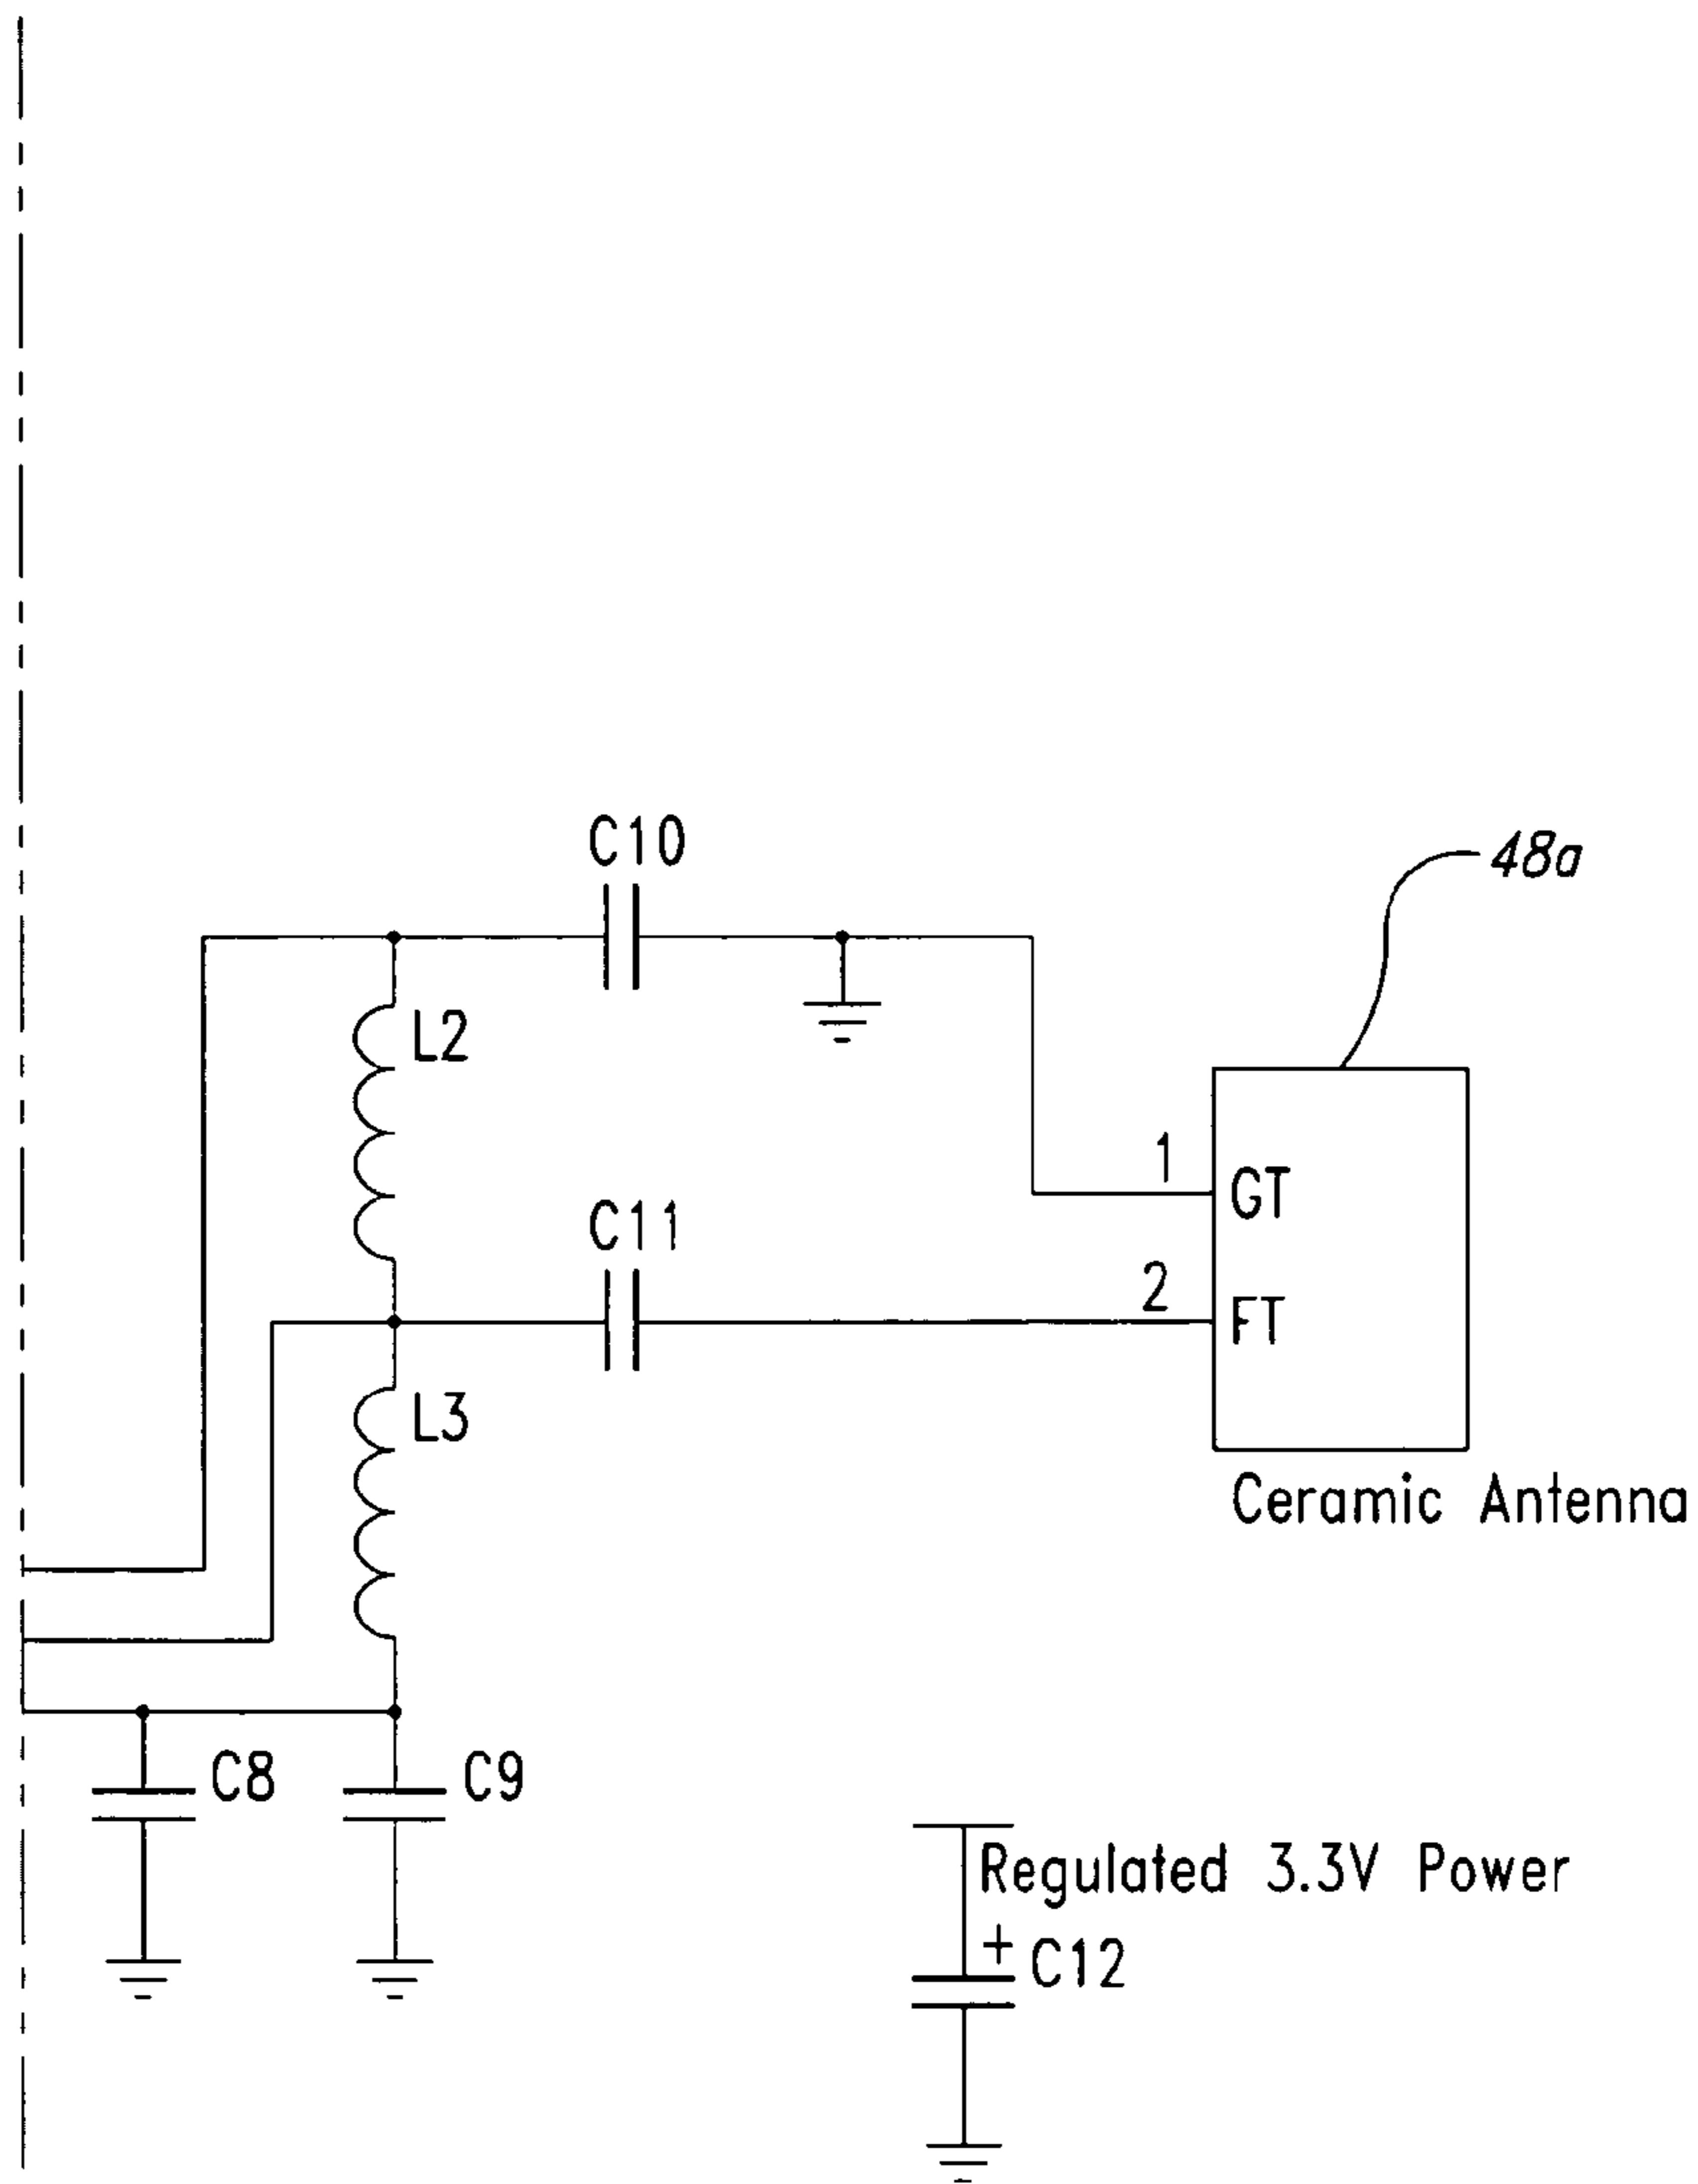 C10
48a
L2
1
GT
C11
2
FT
L3
Ceramic Antenna
C8
C9
Regulated 3.3V Power
+
C12